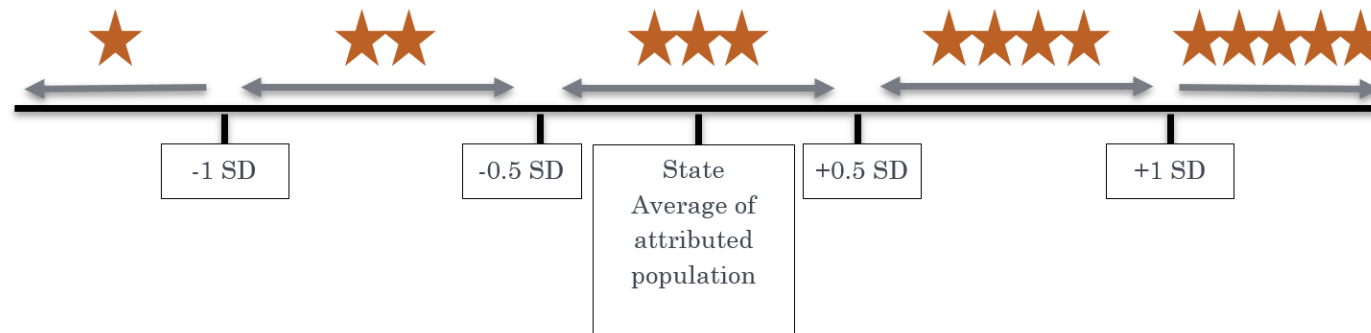 -1 SD
-0.5 SD
State
Average of
attributed
population
+0.5 SD
+1 SD